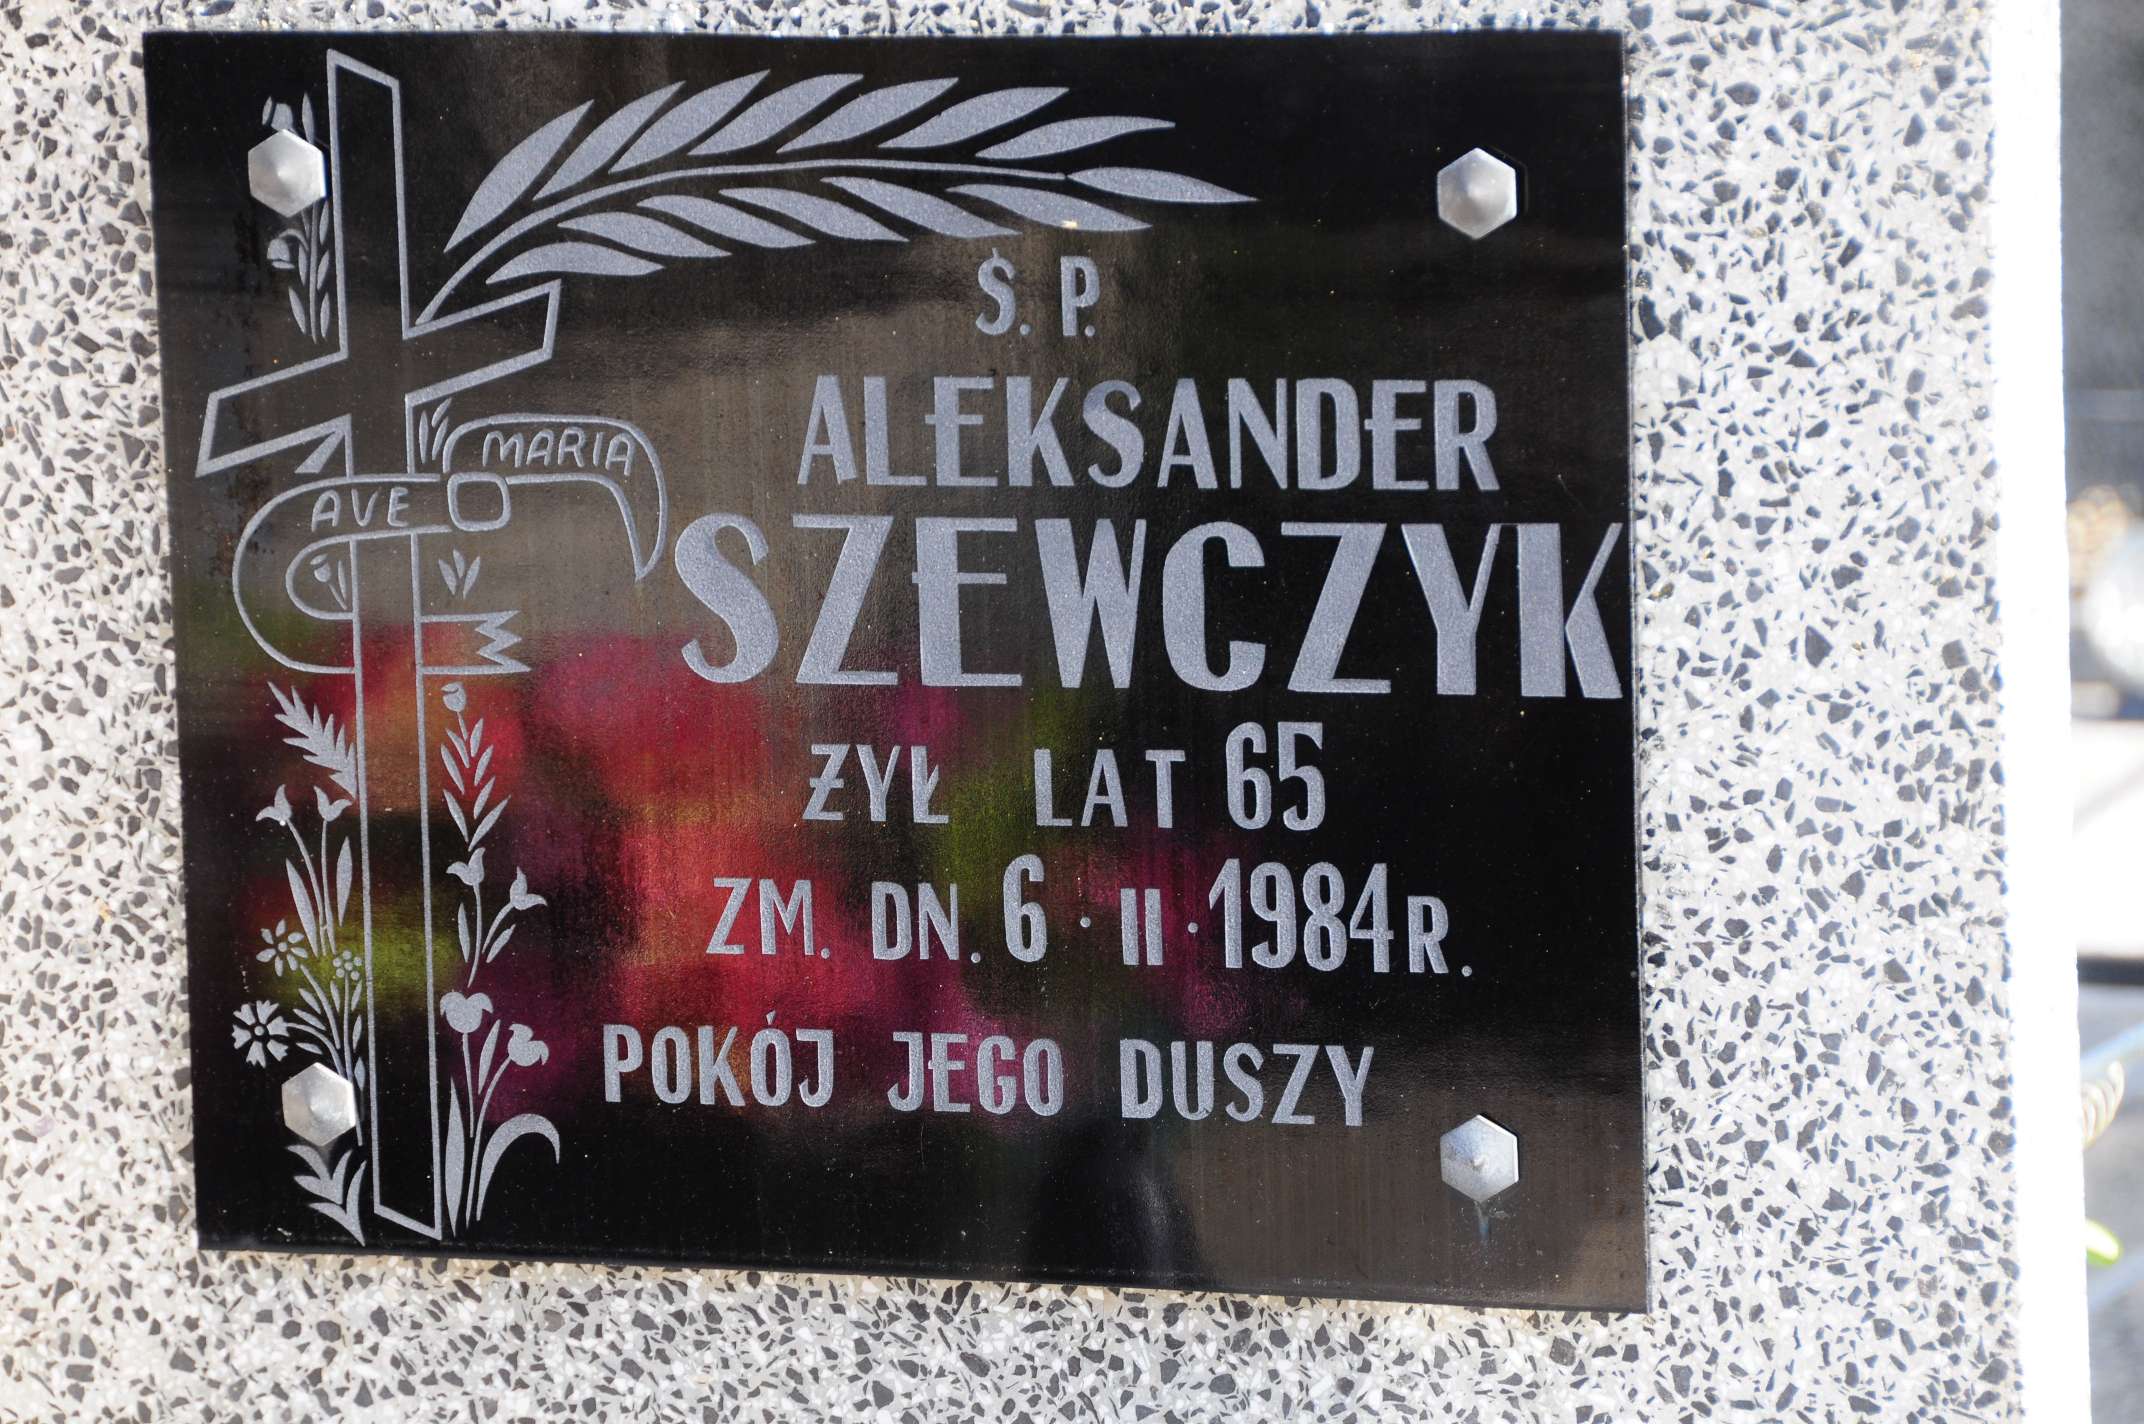 Ś. P.
ALEKSANDER
AVE MARIA
SZEWCZYK
ŻYŁ LAT 65
ZM. DN. 6 · II · 1984 R.
POKÓJ JEGO DUSZY